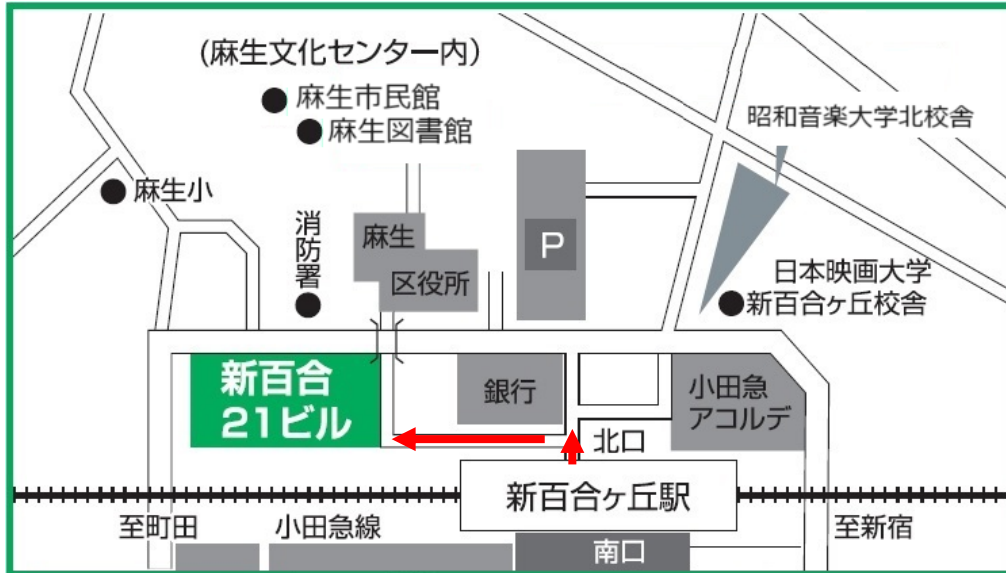 (麻生文化センター内)
麻生市民館
麻生図書館
昭和音楽大学北校舎
麻生小
消防署
麻生
区役所
P
日本映画大学
新百合ヶ丘校舎
新百合
21ビル
銀行
小田急
アコルデ
北口
新百合ヶ丘駅
至町田
小田急線
至新宿
南口